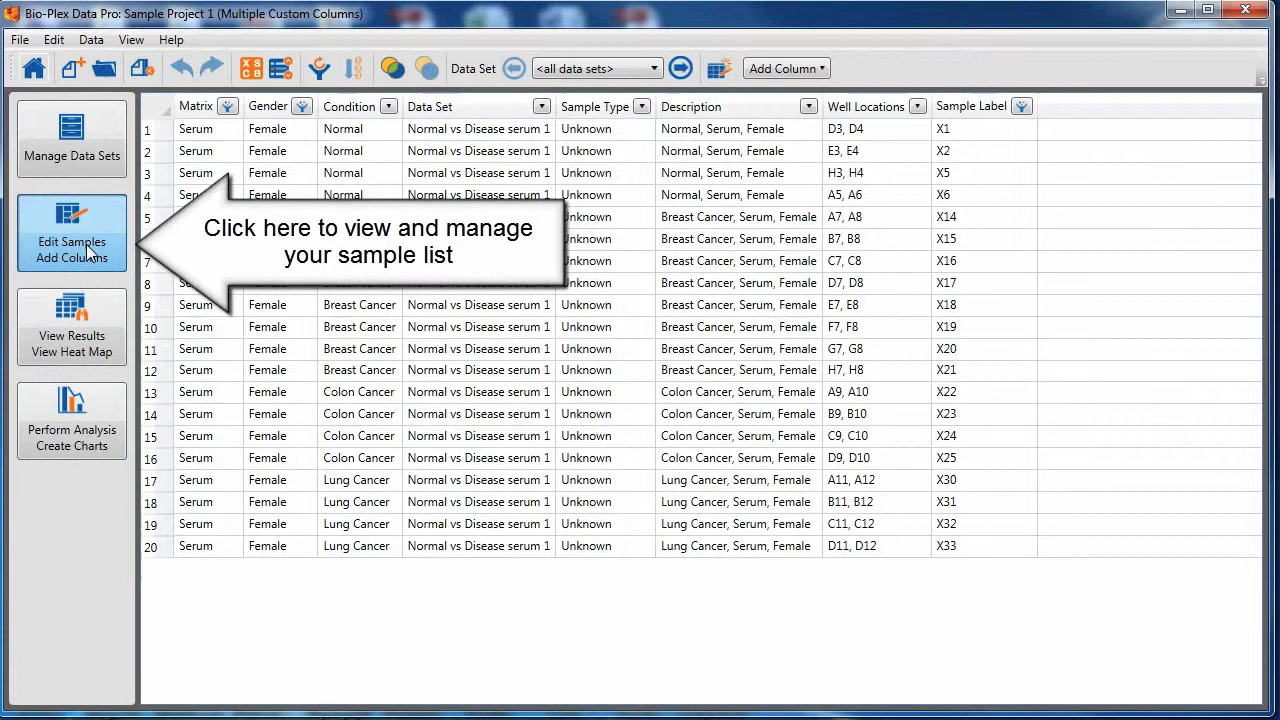 Bio-Plex Data Pro: Sample Project 1 (Multiple Custom Columns)
File Edit Data View Help
Data Set <all data sets> Add Column
Manage Data Sets
Edit Samples
Add Columns
View Results
View Heat Map
Perform Analysis
Create Charts
Click here to view and manage
your sample list
Matrix Gender Condition Data Set Sample Type Description Well Locations Sample Label
1 Serum Female Normal Normal vs Disease serum 1 Unknown Normal, Serum, Female D3, D4 X1
2 Serum Female Normal Normal vs Disease serum 1 Unknown Normal, Serum, Female E3, E4 X2
3 Serum Female Normal Normal vs Disease serum 1 Unknown Normal, Serum, Female H3, H4 X5
4 Female Normal Normal vs Disease serum 1 Unknown Normal, Serum, Female A5, A6 X6
5 Breast Cancer, Serum, Female A7, A8 X14
6 Breast Cancer, Serum, Female B7, B8 X15
7 Breast Cancer, Serum, Female C7, C8 X16
8 Breast Cancer, Serum, Female D7, D8 X17
9 Serum Female Breast Cancer Normal vs Disease serum 1 Unknown Breast Cancer, Serum, Female E7, E8 X18
10 Serum Female Breast Cancer Normal vs Disease serum 1 Unknown Breast Cancer, Serum, Female F7, F8 X19
11 Serum Female Breast Cancer Normal vs Disease serum 1 Unknown Breast Cancer, Serum, Female G7, G8 X20
12 Serum Female Breast Cancer Normal vs Disease serum 1 Unknown Breast Cancer, Serum, Female H7, H8 X21
13 Serum Female Colon Cancer Normal vs Disease serum 1 Unknown Colon Cancer, Serum, Female A9, A10 X22
14 Serum Female Colon Cancer Normal vs Disease serum 1 Unknown Colon Cancer, Serum, Female B9, B10 X23
15 Serum Female Colon Cancer Normal vs Disease serum 1 Unknown Colon Cancer, Serum, Female C9, C10 X24
16 Serum Female Colon Cancer Normal vs Disease serum 1 Unknown Colon Cancer, Serum, Female D9, D10 X25
17 Serum Female Lung Cancer Normal vs Disease serum 1 Unknown Lung Cancer, Serum, Female A11, A12 X30
18 Serum Female Lung Cancer Normal vs Disease serum 1 Unknown Lung Cancer, Serum, Female B11, B12 X31
19 Serum Female Lung Cancer Normal vs Disease serum 1 Unknown Lung Cancer, Serum, Female C11, C12 X32
20 Serum Female Lung Cancer Normal vs Disease serum 1 Unknown Lung Cancer, Serum, Female D11, D12 X33